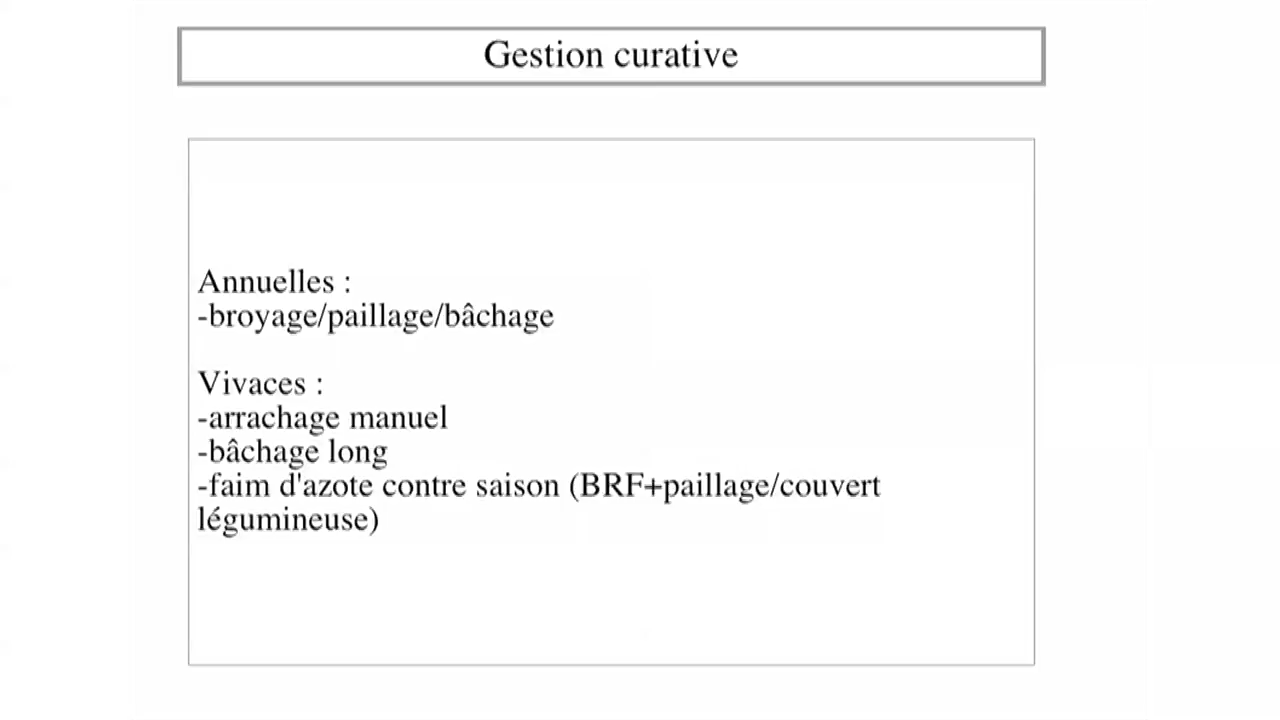 Gestion curative
Annuelles :
-broyage/paillage/bâchage
Vivaces :
-arrachage manuel
-bâchage long
-faim d'azote contre saison (BRF+paillage/couvert
légumineuse)